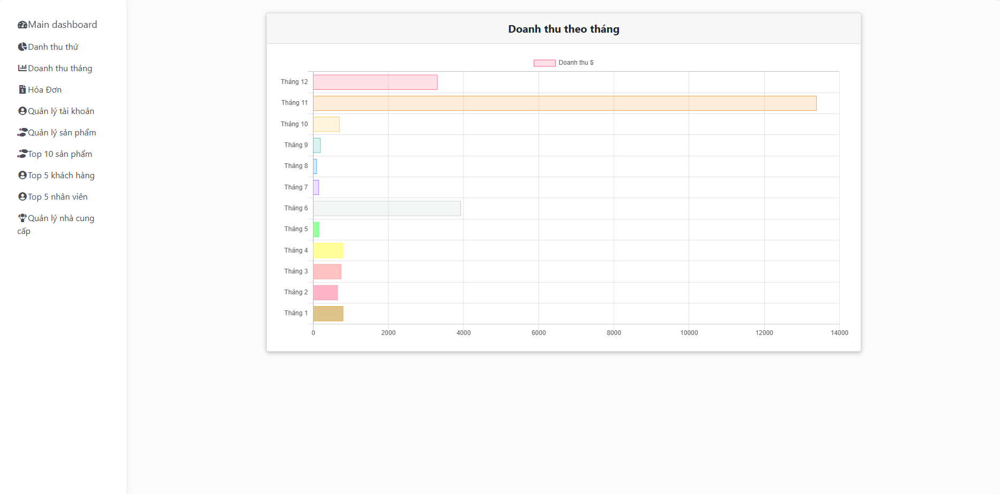 Main dashboard
Danh thu thứ
Doanh thu tháng
Hóa Đơn
Quản lý tài khoản
Quản lý sản phẩm
Top 10 sản phẩm
Top 5 khách hàng
Top 5 nhân viên
Quản lý nhà cung
cấp
Doanh thu theo tháng
Doanh thu $
Tháng 12
Tháng 11
Tháng 10
Tháng 9
Tháng 8
Tháng 7
Tháng 6
Tháng 5
Tháng 4
Tháng 3
Tháng 2
Tháng 1
0 2000 4000 6000 8000 10000 12000 14000